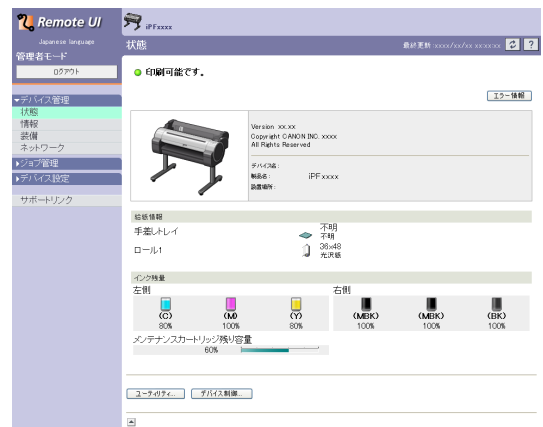 Remote UI
iPFxxxx
Japanese language
状態
最終更新 :xxxx/xx/xx xx:xx:xx
?
管理者モード
ログアウト
印刷可能です。
エラー情報
▼デバイス管理
状態
情報
装備
ネットワーク
▶ジョブ管理
▶デバイス設定
サポートリンク
Version xx.xx
Copyright CANON INC. xxxx
All Rights Reserved
デバイス名:
製品名: iPFxxxx
設置場所:
給紙情報
手差しトレイ
不明
不明
ロール1
36x48
光沢紙
インク残量
左側 右側
(C) (M) (Y) (MBK) (MBK) (BK)
80% 100% 80% 100% 100% 100%
メンテナンスカートリッジ残り容量
60%
ユーティリティ... デバイス制御...